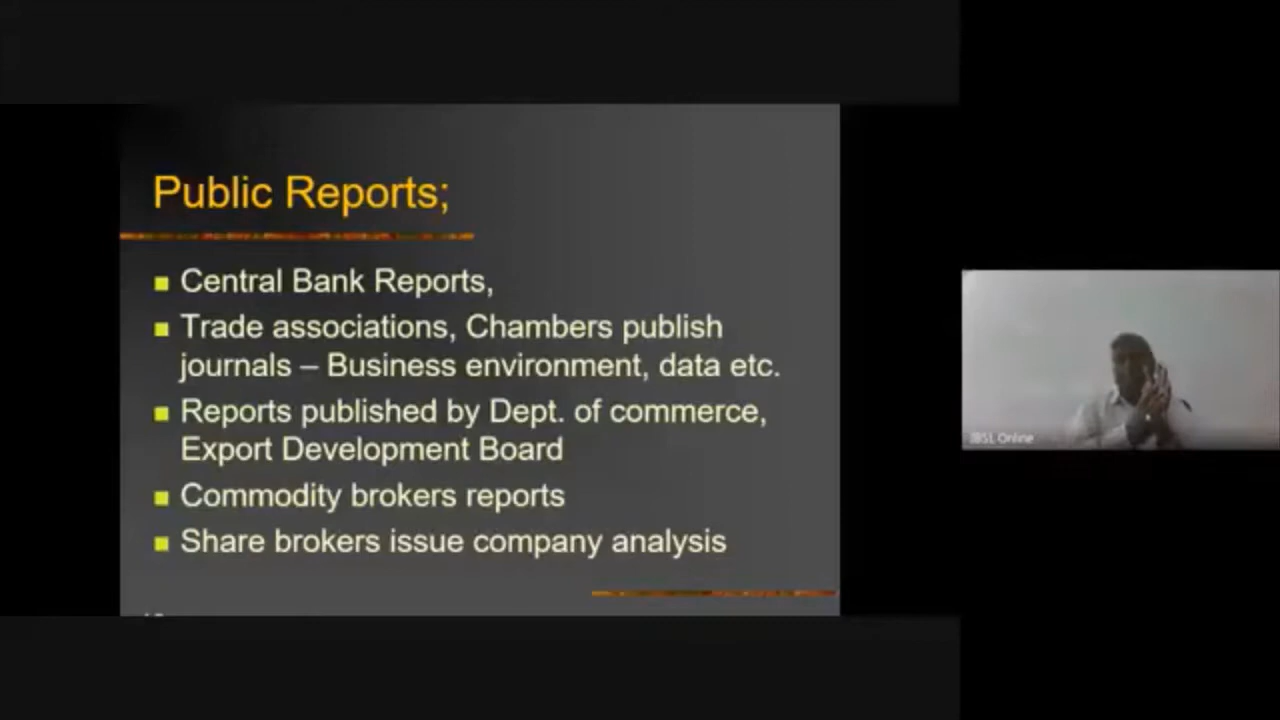 Public Reports;
Central Bank Reports,
Trade associations, Chambers publish
journals – Business environment, data etc.
Reports published by Dept. of commerce,
Export Development Board
Commodity brokers reports
Share brokers issue company analysis
IBSL Online